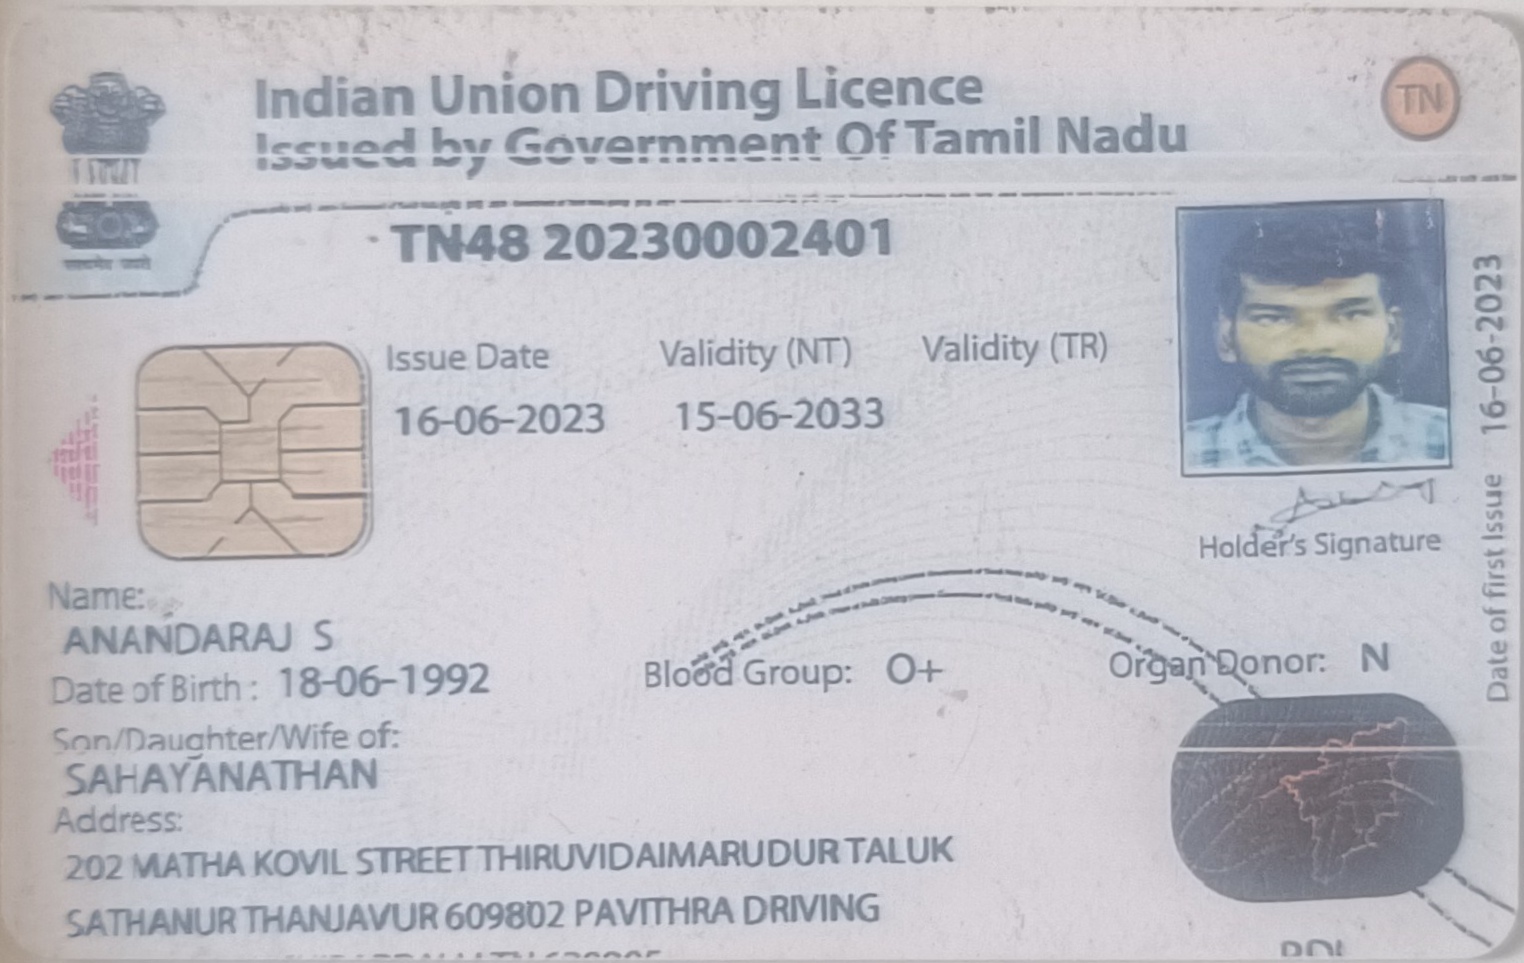 Indian Union Driving Licence
Issued by Government Of Tamil Nadu
TN
TN48 20230002401
Issue Date Validity (NT) Validity (TR)
16-06-2023 15-06-2033
Holder's Signature
Date of first Issue 16-06-2023
Name:
ANANDARAJ S
Date of Birth : 18-06-1992
Blood Group: O+
Organ Donor: N
Son/Daughter/Wife of:
SAHAYANATHAN
Address:
202 MATHA KOVIL STREET THIRUVIDAIMARUDUR TALUK
SATHANUR THANJAVUR 609802 PAVITHRA DRIVING